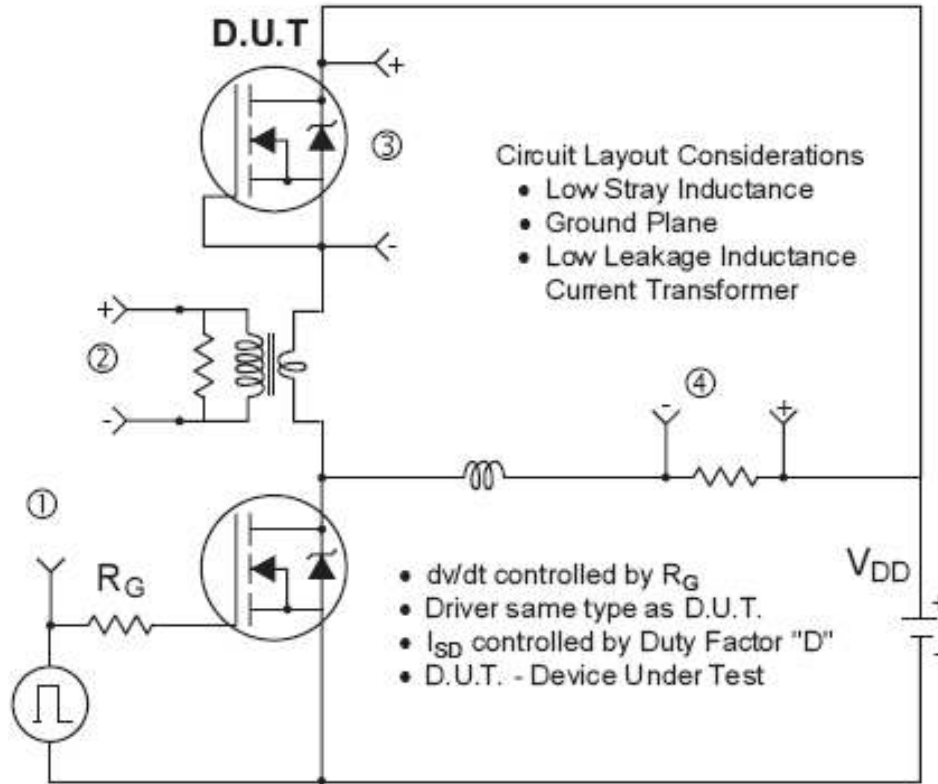 D.U.T
+
③
-
Circuit Layout Considerations
• Low Stray Inductance
• Ground Plane
• Low Leakage Inductance
Current Transformer
+
②
-
④
- +
①
RG
VDD
+
-
• dv/dt controlled by RG
• Driver same type as D.U.T.
• ISD controlled by Duty Factor "D"
• D.U.T. - Device Under Test